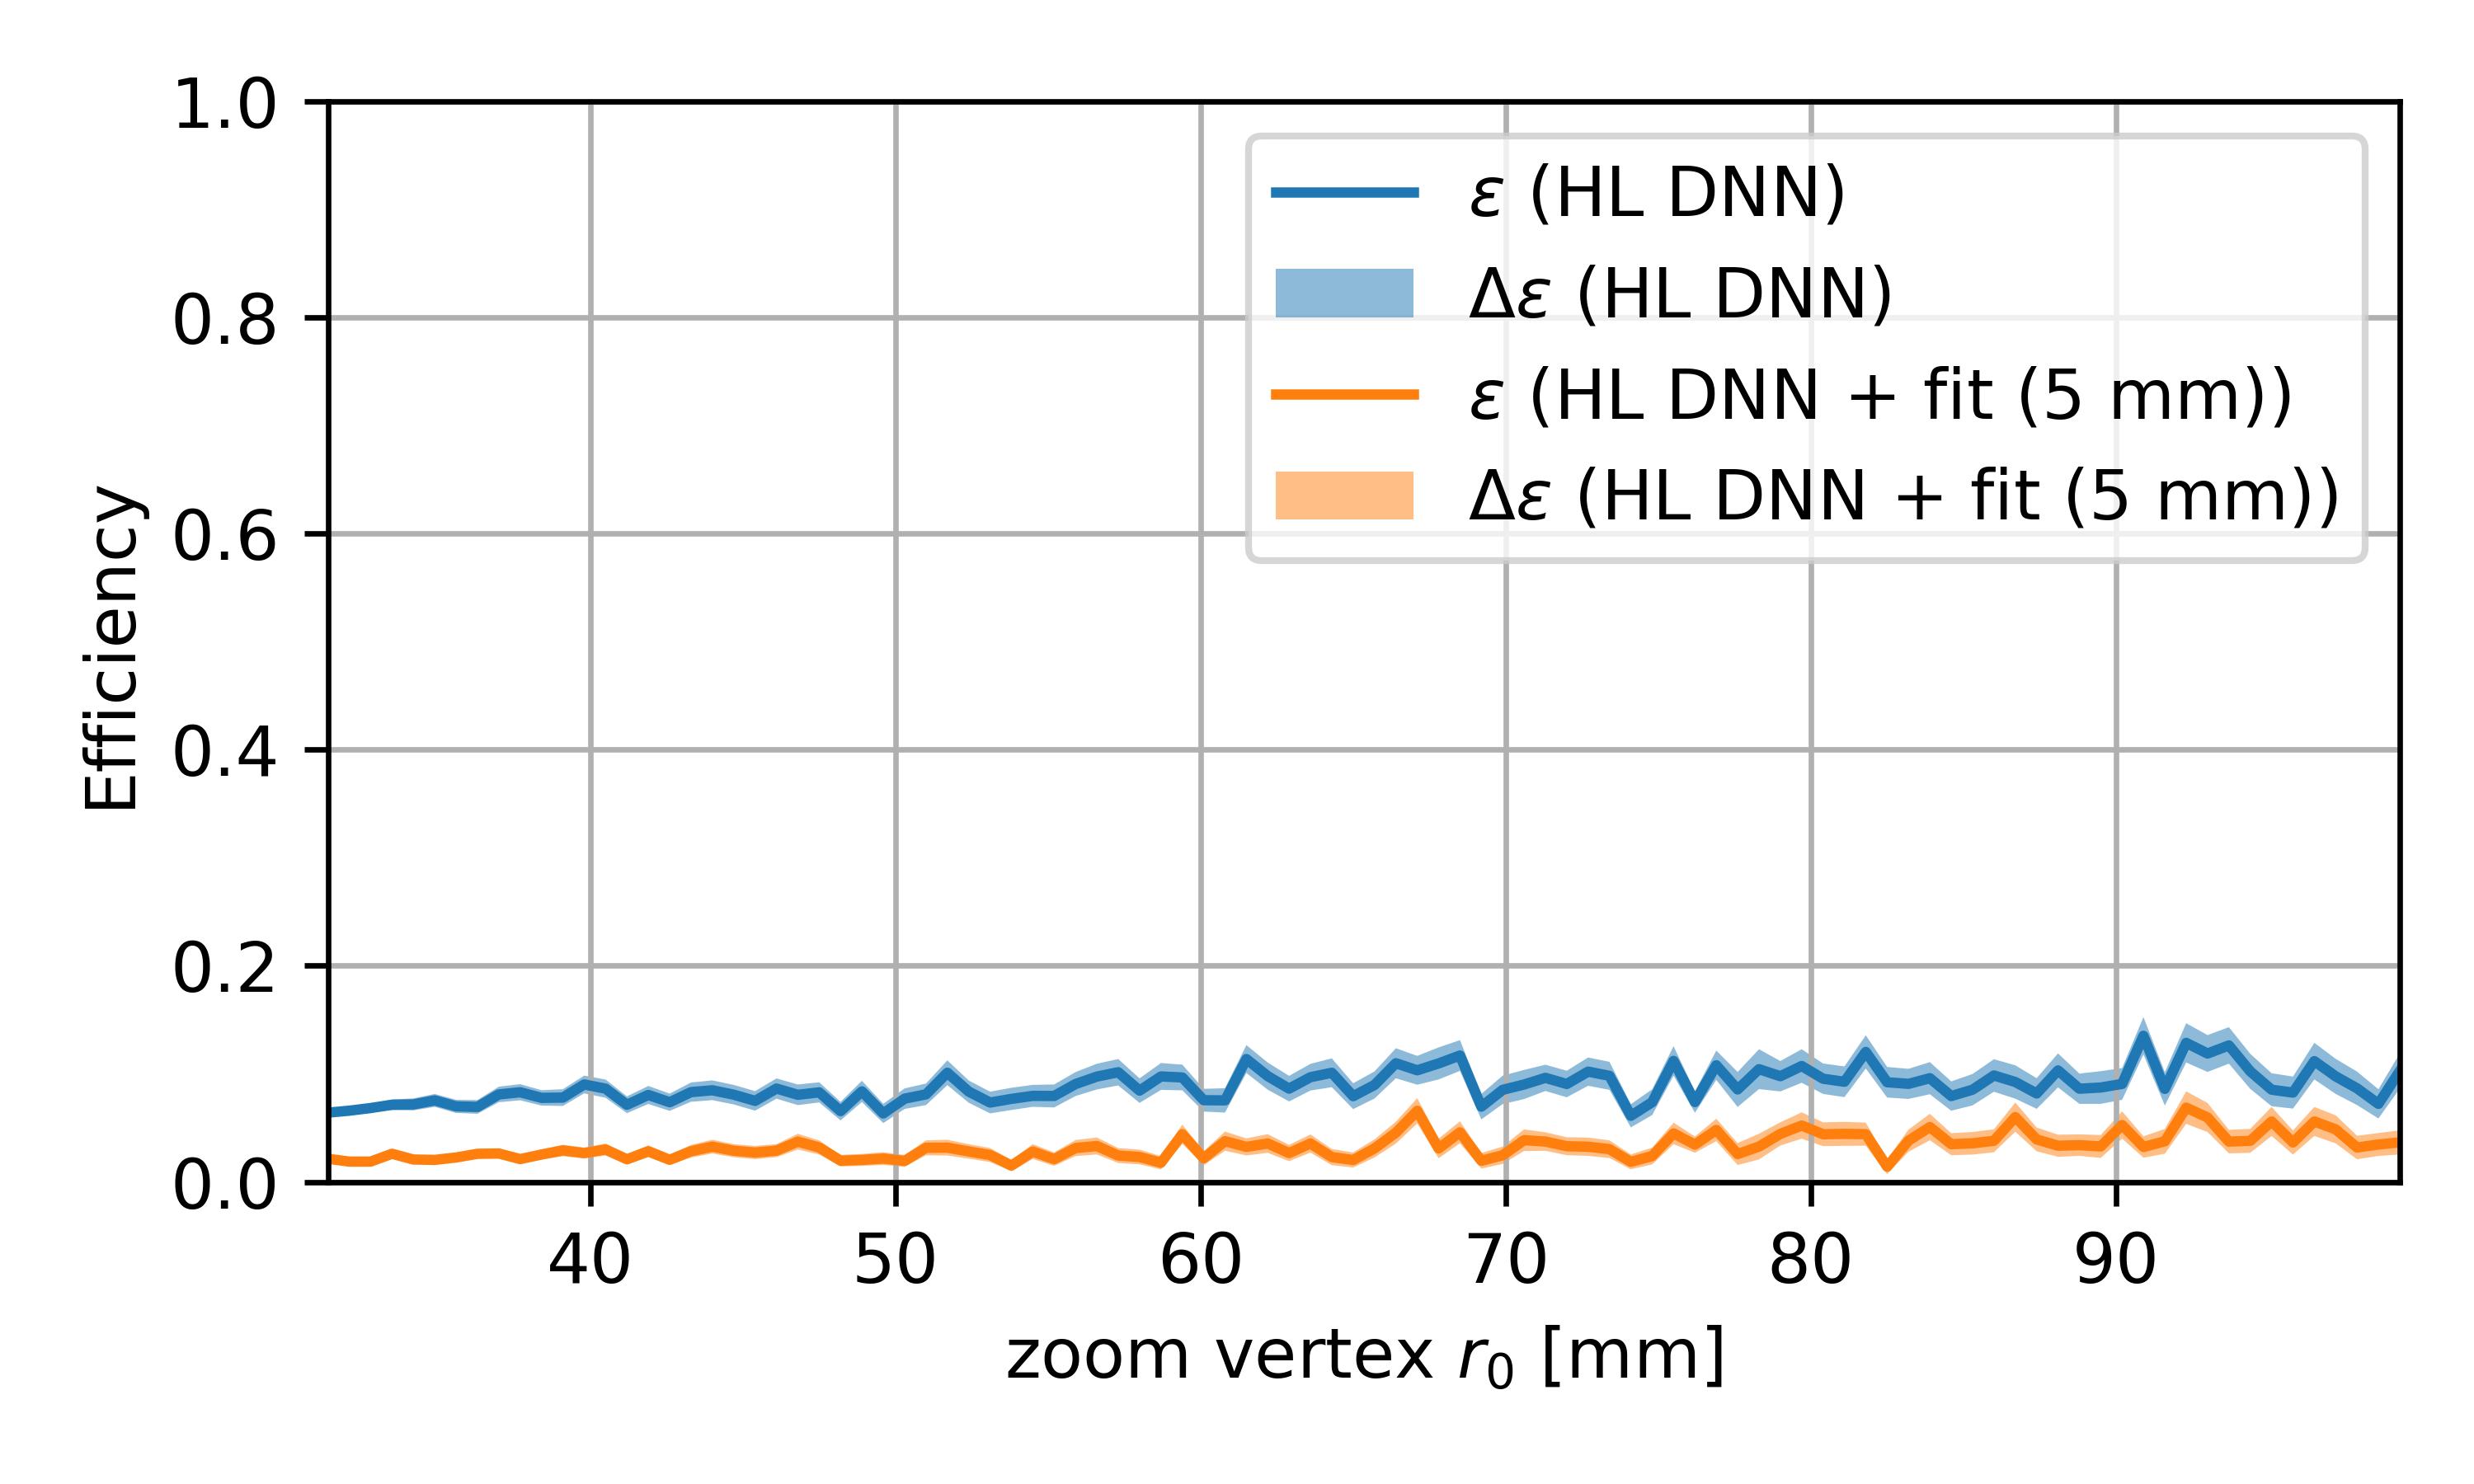 1.0
0.8
0.6
0.4
0.2
0.0
Efficiency
ε (HL DNN)
Δε (HL DNN)
ε (HL DNN + fit (5 mm))
Δε (HL DNN + fit (5 mm))
40 50 60 70 80 90
zoom vertex r₀ [mm]